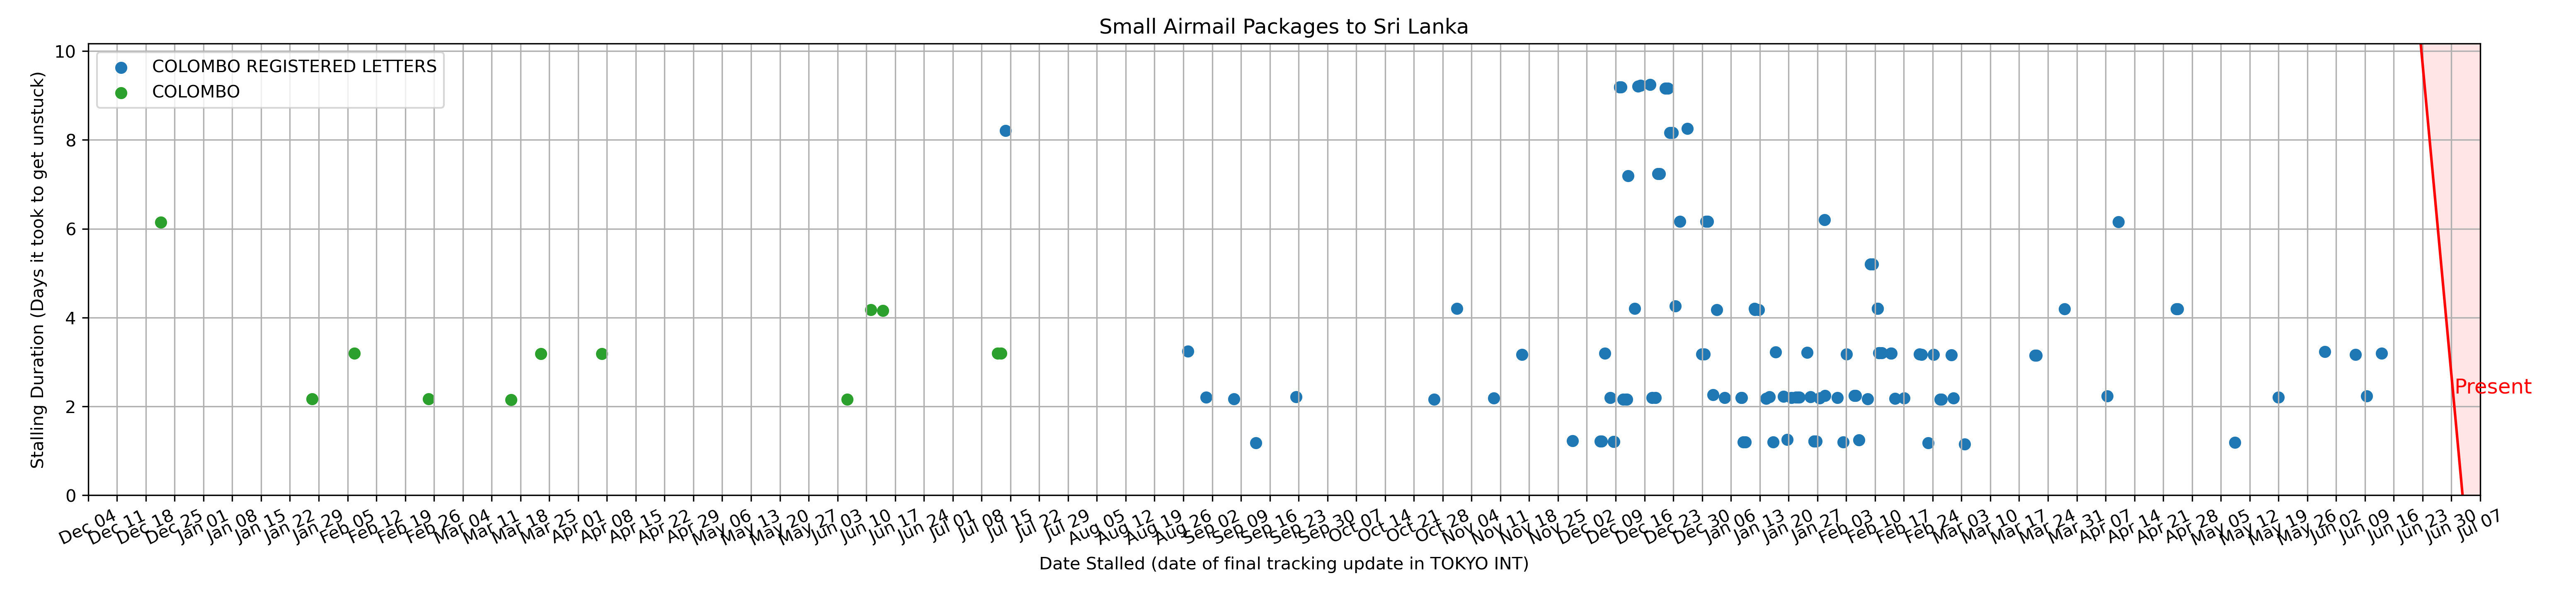 Small Airmail Packages to Sri Lanka
COLOMBO REGISTERED LETTERS
COLOMBO
Stalling Duration (Days it took to get unstuck)
10
8
6
4
2
0
Present
Dec 04
Dec 11
Dec 18
Dec 25
Jan 01
Jan 08
Jan 15
Jan 22
Jan 29
Feb 05
Feb 12
Feb 19
Feb 26
Mar 04
Mar 11
Mar 18
Mar 25
Apr 01
Apr 08
Apr 15
Apr 22
Apr 29
May 06
May 13
May 20
May 27
Jun 03
Jun 10
Jun 17
Jun 24
Jul 01
Jul 08
Jul 15
Jul 22
Jul 29
Aug 05
Aug 12
Aug 19
Aug 26
Sep 02
Sep 09
Sep 16
Sep 23
Sep 30
Oct 07
Oct 14
Oct 21
Oct 28
Nov 04
Nov 11
Nov 18
Nov 25
Dec 02
Dec 09
Dec 16
Dec 23
Dec 30
Jan 06
Jan 13
Jan 20
Jan 27
Feb 03
Feb 10
Feb 17
Feb 24
Mar 03
Mar 10
Mar 17
Mar 24
Mar 31
Apr 07
Apr 14
Apr 21
Apr 28
May 05
May 12
May 19
May 26
Jun 02
Jun 09
Jun 16
Jun 23
Jun 30
Jul 07
Date Stalled (date of final tracking update in TOKYO INT)